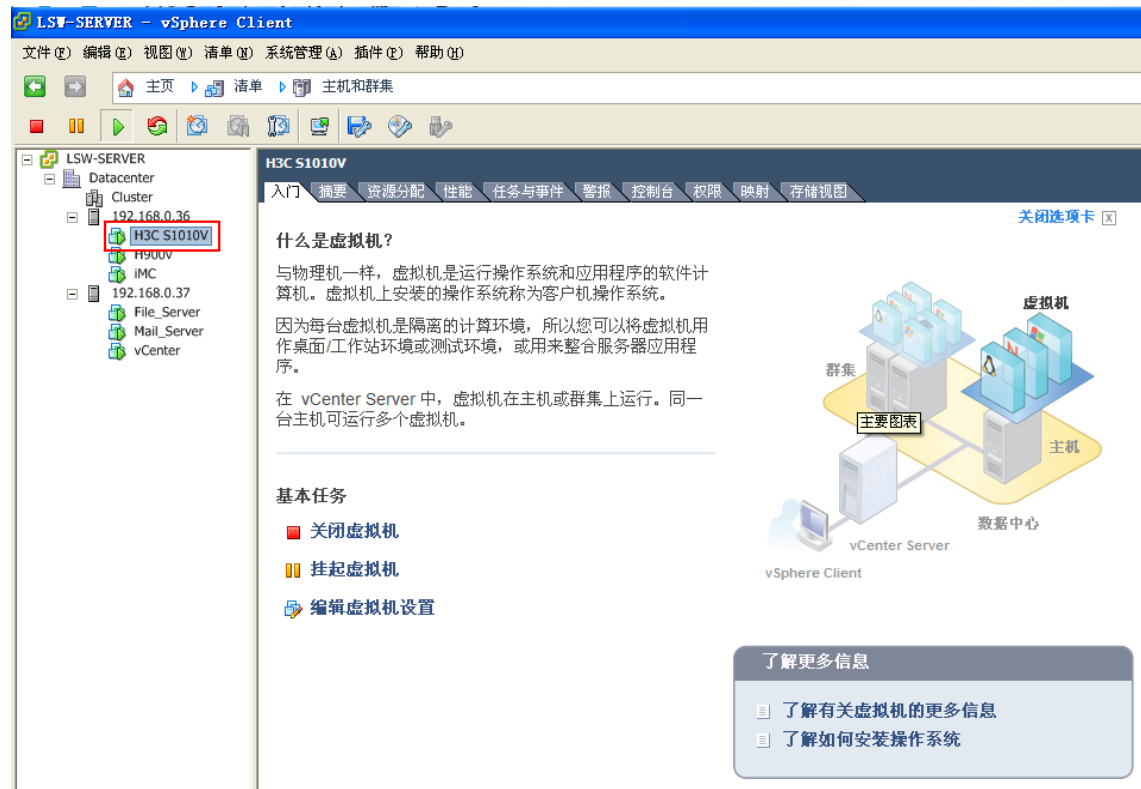 LSW-SERVER - vSphere Client
文件(F) 编辑(E) 视图(W) 清单(N) 系统管理(A) 插件(P) 帮助(H)
主页 清单 主机和群集
LSW-SERVER
Datacenter
Cluster
192.168.0.36
H3C S1010V
H900V
iMC
192.168.0.37
File_Server
Mail_Server
vCenter
H3C S1010V
入门 摘要 资源分配 性能 任务与事件 警报 控制台 权限 映射 存储视图
关闭选项卡 X
什么是虚拟机?
与物理机一样，虚拟机是运行操作系统和应用程序的软件计
算机。虚拟机上安装的操作系统称为客户机操作系统。
因为每台虚拟机是隔离的计算环境，所以您可以将虚拟机用
作桌面/工作站环境或测试环境，或用来整合服务器应用程
序。
在 vCenter Server 中，虚拟机在主机或群集上运行。同一
台主机可运行多个虚拟机。
基本任务
关闭虚拟机
挂起虚拟机
编辑虚拟机设置
虚拟机
群集
主要图表
主机
数据中心
vCenter Server
vSphere Client
了解更多信息
了解有关虚拟机的更多信息
了解如何安装操作系统